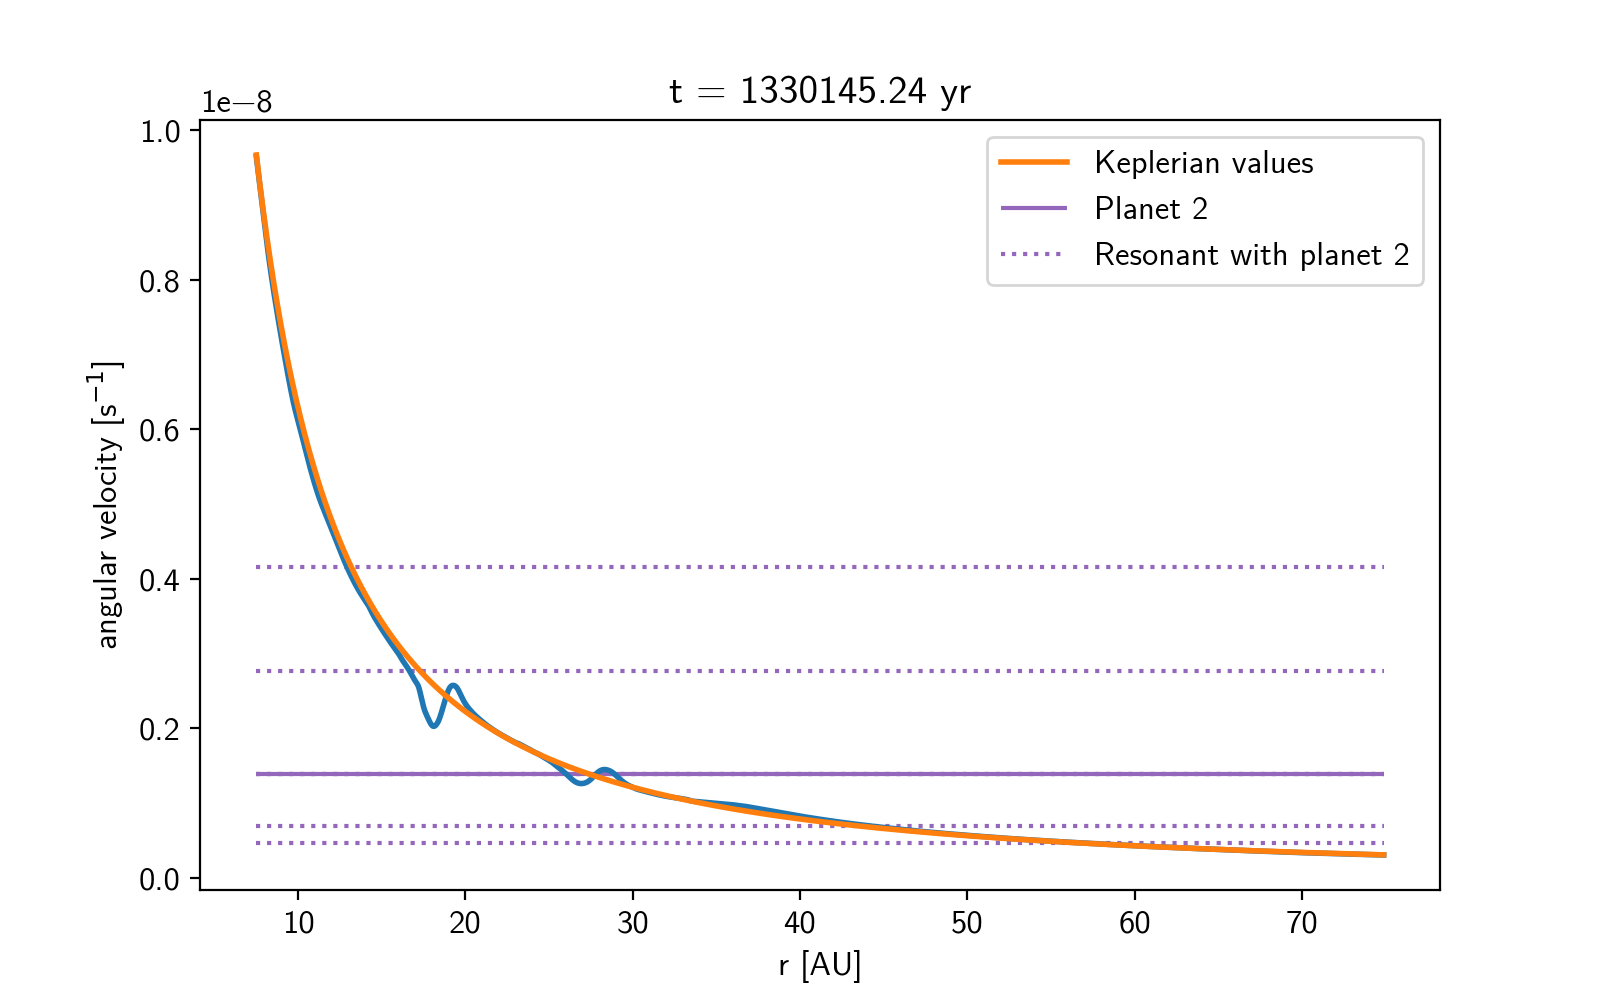 t = 1330145.24 yr
1e−8
1.0
0.8
0.6
0.4
0.2
0.0
angular velocity [s⁻¹]
Keplerian values
Planet 2
Resonant with planet 2
10 20 30 40 50 60 70
r [AU]